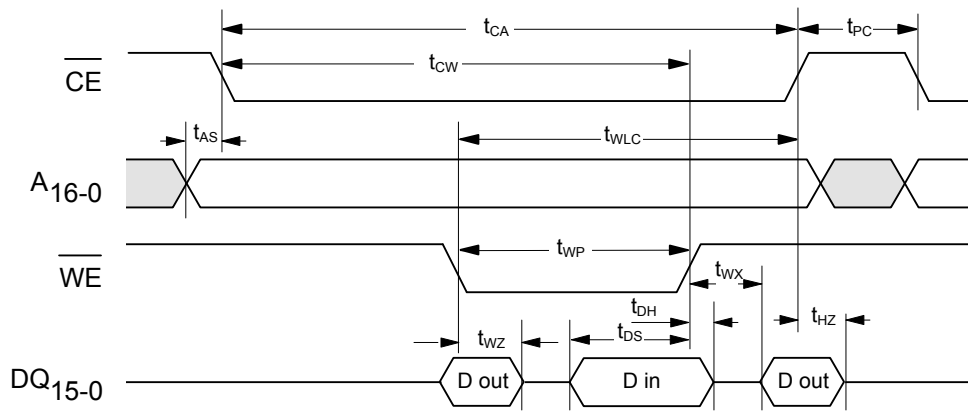 tCA
tPC
CE
tCW
tAS
tWLC
A16-0
WE
tWP
tWX
tDH
tHZ
tWZ
tDS
DQ15-0
D out
D in
D out